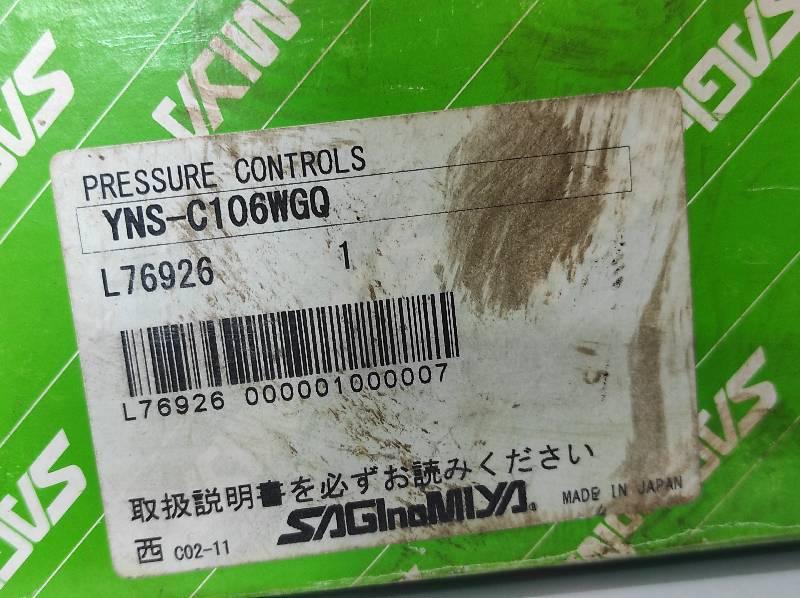 PRESSURE CONTROLS
YNS-C106WGQ
L76926 1
L76926 000001000007
取扱説明書を必ずお読みください
西 C02-11 SAGInoMIYA® MADE IN JAPAN